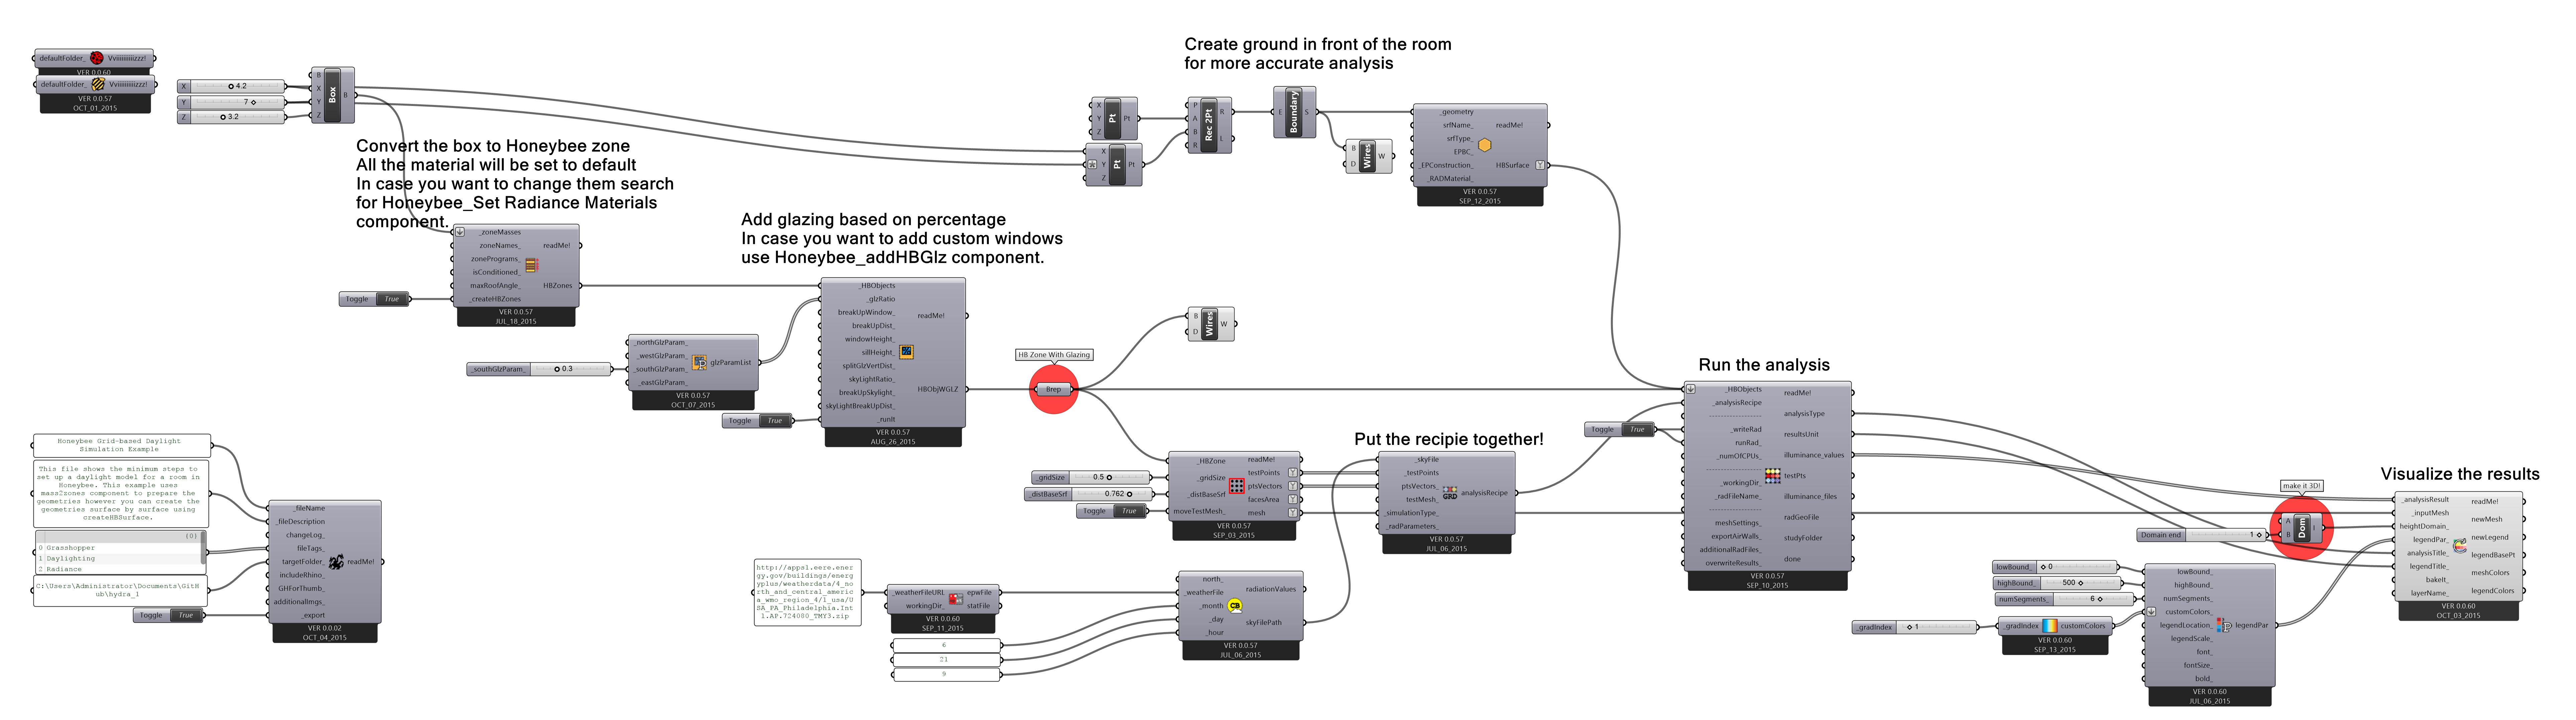 defaultFolder_
Vviiiiiiiizzz!
VER 0.0.60
defaultFolder_
Vviiiiiiiizzz!
VER 0.0.57
OCT_01_2015
X
4.2
Y
7
Z
3.2
B
X
Y
Z
Box
B
Convert the box to Honeybee zone
All the material will be set to default
In case you want to change them search
for Honeybee_Set Radiance Materials
component.
_zoneMasses
zoneNames_
readMe!
zonePrograms_
isConditioned_
maxRoofAngle_
HBZones
_createHBZones
VER 0.0.57
JUL_18_2015
Toggle
True
Add glazing based on percentage
In case you want to add custom windows
use Honeybee_addHBGlz component.
_HBObjects
_glzRatio
breakUpWindow_
readMe!
breakUpDist_
windowHeight_
sillHeight_
splitGlzVertDist_
skyLightRatio_
breakUpSkylight_
HBObjWGLZ
skyLightBreakUpDist_
_runIt
VER 0.0.57
AUG_26_2015
_northGlzParam_
_westGlzParam_
glzParamList
_southGlzParam_
_eastGlzParam_
VER 0.0.57
OCT_07_2015
_southGlzParam_
0.3
Toggle
True
Create ground in front of the room
for more accurate analysis
X
Y
Z
Pt
Pt
X
Y
Z
Pt
Pt
P
A
B
R
Rec 2Pt
R
L
E
Boundary
S
B
D
Wires
W
_geometry
srfName_
readMe!
srfType_
EPBC_
_EPConstruction_
HBSurface
_RADMaterial_
VER 0.0.57
SEP_12_2015
B
D
Wires
W
HB Zone With Glazing
Brep
_HBZone
readMe!
_gridSize
testPoints
_distBaseSrf
ptsVectors
facesArea
moveTestMesh_
mesh
VER 0.0.57
SEP_03_2015
_gridSize
0.5
_distBaseSrf
0.762
Toggle
True
Put the recipie together!
_skyFile
_testPoints
ptsVectors_
testMesh_
GRD
analysisRecipe
_simulationType_
_radParameters_
VER 0.0.57
JUL_06_2015
Run the analysis
_HBObjects
readMe!
_analysisRecipe
analysisType
_writeRad
resultsUnit
runRad_
_numOfCPUs_
illuminance_values
testPts
_workingDir_
_radFileName_
illuminance_files
meshSettings_
radGeoFile
exportAirWalls_
studyFolder
additionalRadFiles_
overwriteResults_
done
VER 0.0.57
SEP_10_2015
Toggle
True
Honeybee Grid-based Daylight
Simulation Example
This file shows the minimum steps to
set up a daylight model for a room in
Honeybee. This example uses
mass2zones component to prepare the
geometries however you can create the
geometries surface by surface using
createHBSurface.
{0}
0 Grasshopper
1 Daylighting
2 Radiance
C:\Users\Administrator\Documents\GitH
ub\hydra_1
Toggle
True
_fileName
_fileDescription
changeLog_
fileTags_
targetFolder_
readMe!
includeRhino_
GHForThumb_
additionalImgs_
_export
VER 0.0.02
OCT_04_2015
http://apps1.eere.ene
rgy.gov/buildings/energ
yplus/weatherdata/4_no
rth_and_central_americ
a_wmo_region_4/1_usa/U
SA_PA_Philadelphia.Int
l.AP.724080_TMY3.zip
_weatherFileURL
epwFile
workingDir_
statFile
VER 0.0.60
SEP_11_2015
6
21
9
north_
radiationValues
_weatherFile
_month
CB
_day
skyFilePath
_hour
VER 0.0.57
JUL_06_2015
Visualize the results
make it 3D!
Domain end
1
A
B
Dom
I
_analysisResult
readMe!
_inputMesh
newMesh
heightDomain_
newLegend
legendPar_
legendBasePt
analysisTitle_
legendTitle_
meshColors
bakeIt_
layerName_
legendColors
VER 0.0.60
OCT_03_2015
lowBound_
0
highBound_
500
numSegments_
6
_gradIndex
1
_gradIndex
customColors
VER 0.0.60
SEP_13_2015
lowBound_
highBound_
numSegments_
customColors_
legendLocation_
legendPar
legendScale_
font_
fontSize_
bold_
VER 0.0.60
JUL_06_2015